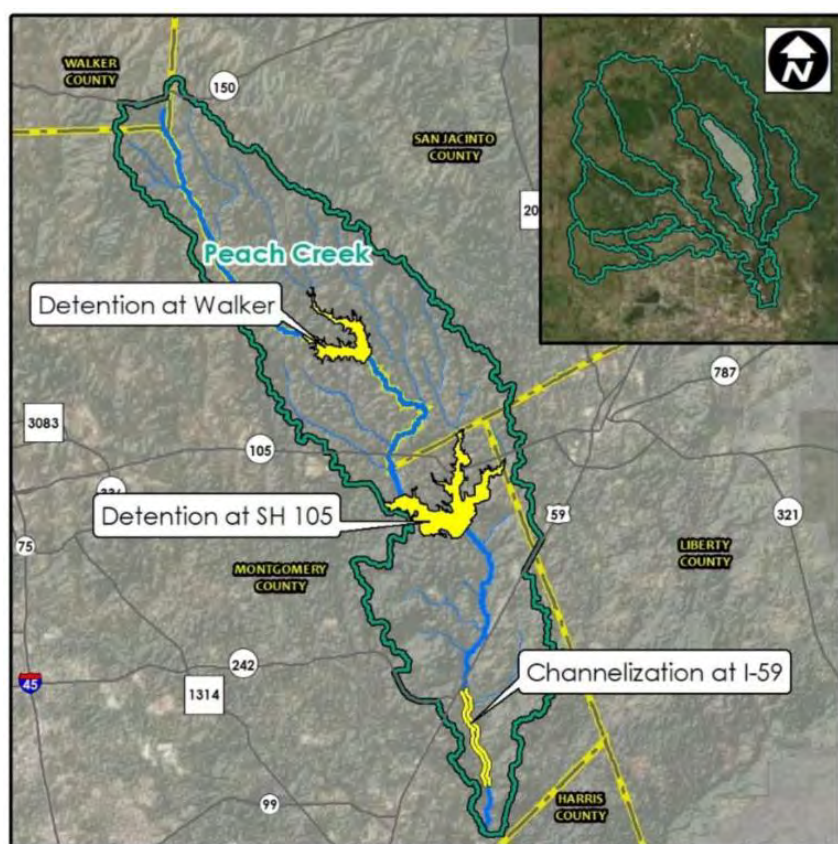 WALKER
COUNTY
150
N
SAN JACINTO
COUNTY
20
Peach Creek
Detention at Walker
787
3083
105
Detention at SH 105
59
321
75
LIBERTY
COUNTY
MONTGOMERY
COUNTY
242
Channelization at I-59
45
1314
99
HARRIS
COUNTY